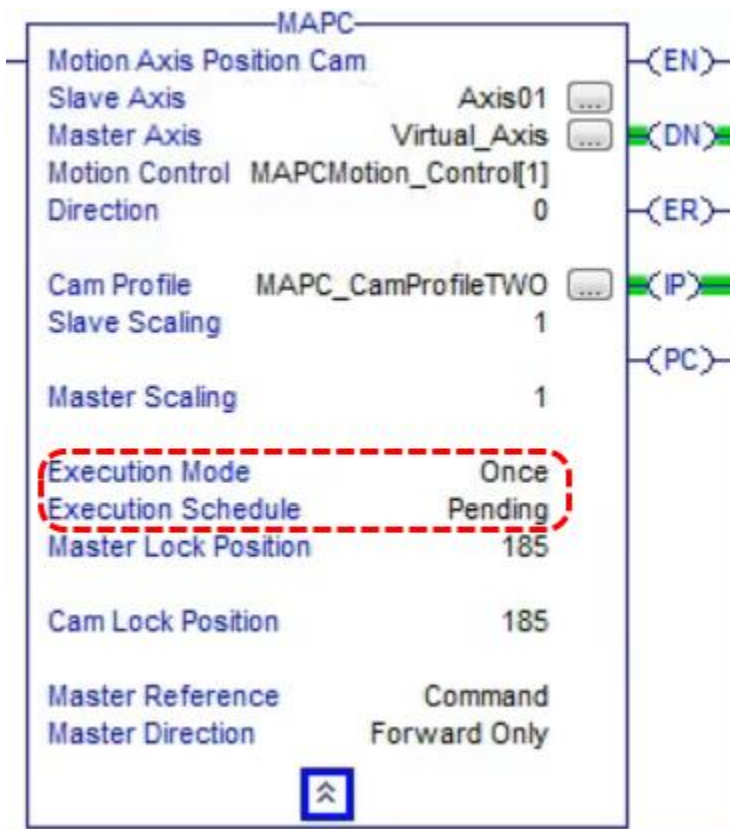 MAPC
Motion Axis Position Cam
(EN)
Slave Axis Axis01 ...
Master Axis Virtual_Axis ... (DN)
Motion Control MAPCMotion_Control[1]
Direction 0 (ER)
Cam Profile MAPC_CamProfileTWO ... (IP)
Slave Scaling 1
(PC)
Master Scaling 1
Execution Mode Once
Execution Schedule Pending
Master Lock Position 185
Cam Lock Position 185
Master Reference Command
Master Direction Forward Only